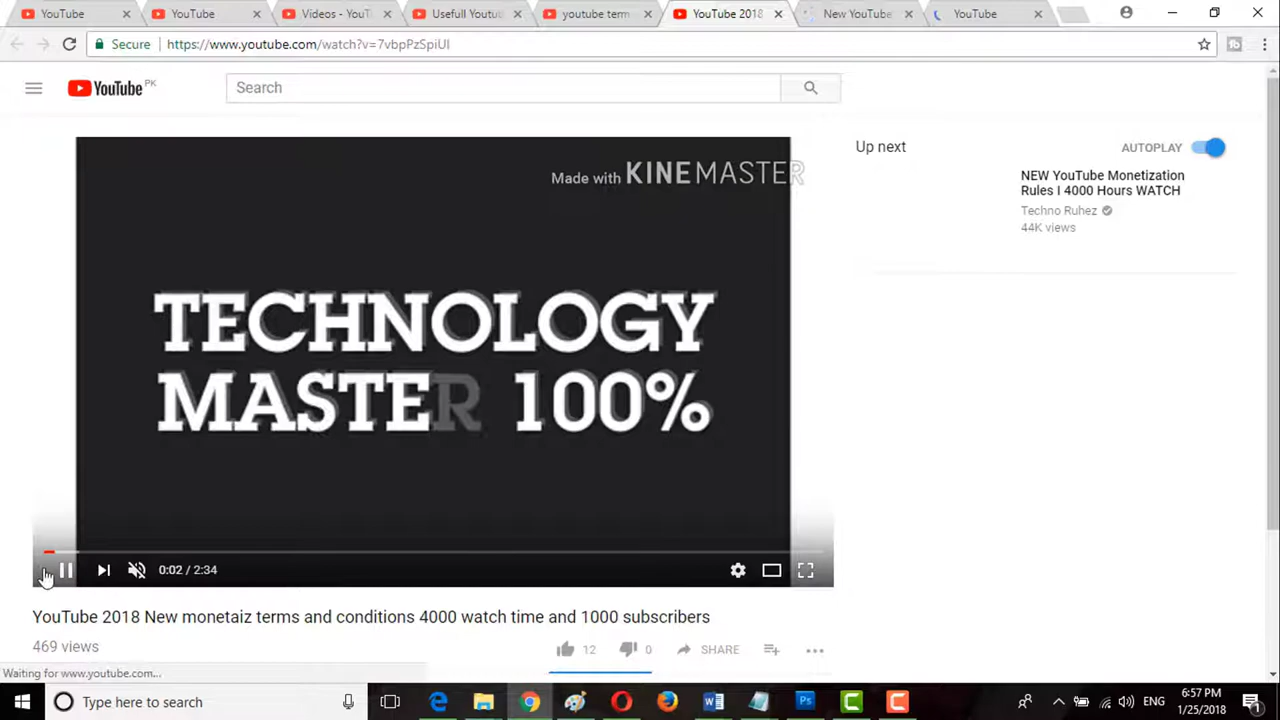 YouTube
YouTube
Videos - YouT
Usefull Youtub
youtube term
YouTube 2018
New YouTube
YouTube
Secure
https://www.youtube.com/watch?v=7vbpPzSpiUI
YouTube PK
Search
Made with KINEMASTER
TECHNOLOGY
MASTER 100%
0:02 / 2:34
YouTube 2018 New monetaiz terms and conditions 4000 watch time and 1000 subscribers
469 views
12
0
SHARE
Up next
AUTOPLAY
NEW YouTube Monetization
Rules I 4000 Hours WATCH
Techno Ruhez
44K views
Waiting for www.youtube.com...
Type here to search
ENG
6:57 PM
1/25/2018
1